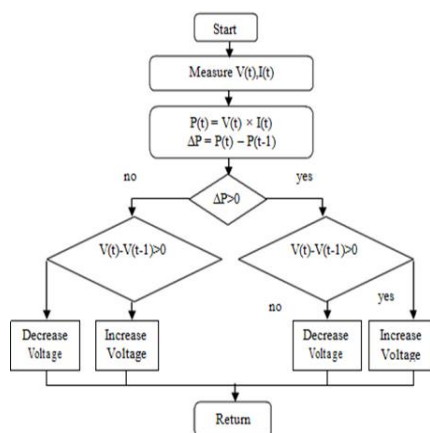 Start
Measure V(t),I(t)
P(t) = V(t) × I(t)
ΔP = P(t) – P(t-1)
no
yes
ΔP>0
V(t)-V(t-1)>0
V(t)-V(t-1)>0
no
yes
Decrease
Voltage
Increase
Voltage
Decrease
Voltage
Increase
Voltage
Return